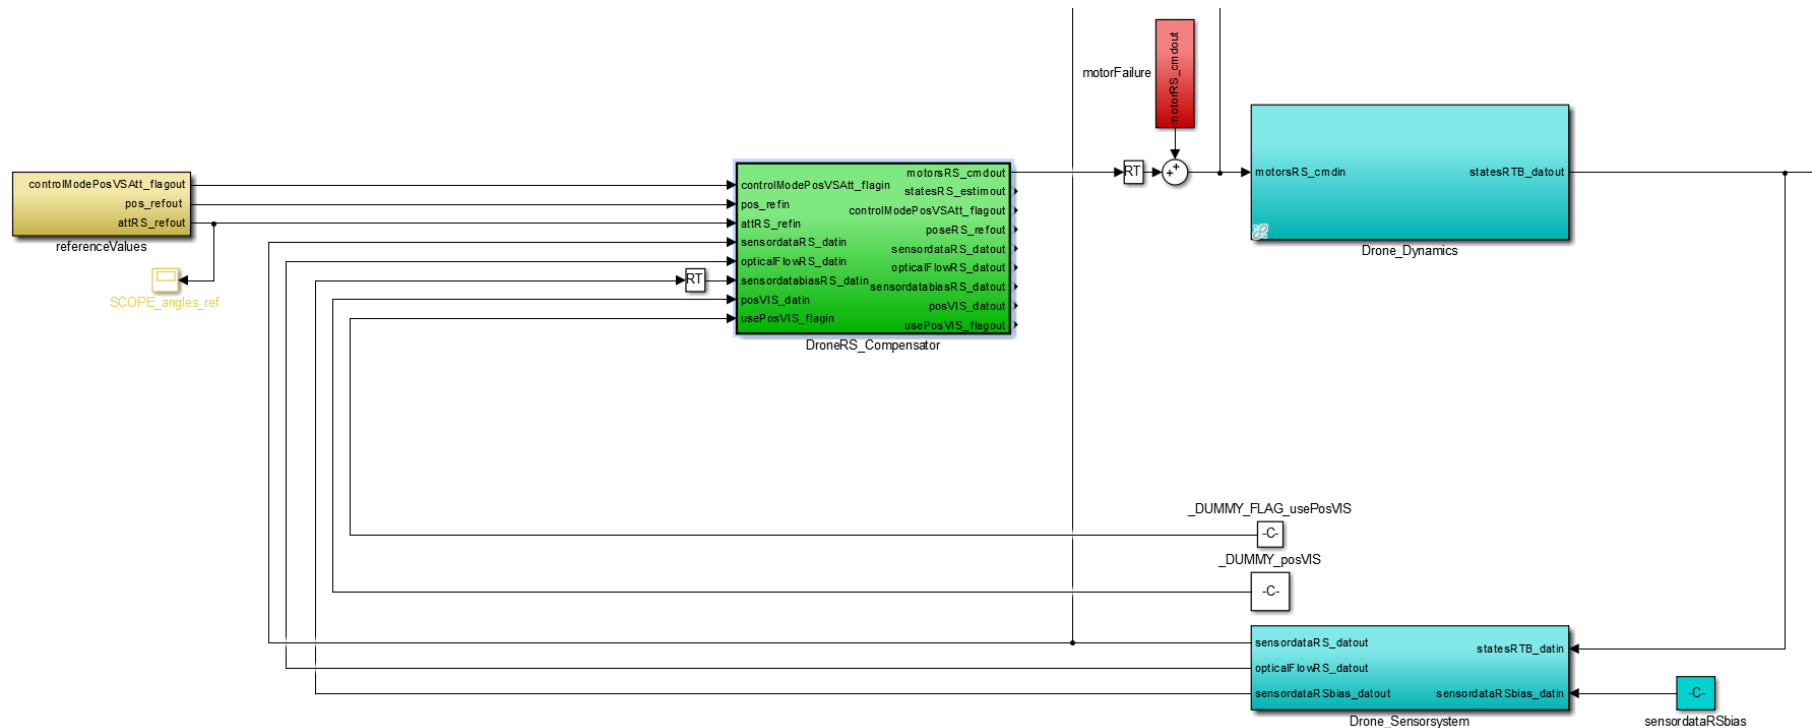 motorFailure
motorRS_cmdout
controlModePosVSAtt_flagout
pos_refout
attRS_refout
referenceValues
SCOPE_angles_ref
RT
controlModePosVSAtt_flagin
pos_refin
attRS_refin
sensordataRS_datin
opticalFlowRS_datin
sensordatabiasRS_datin
posVIS_datin
usePosVIS_flagin
motorsRS_cmdout
statesRS_estimout
controlModePosVSAtt_flagout
poseRS_refout
sensordataRS_datout
opticalFlowRS_datout
sensordatabiasRS_datout
posVIS_datout
usePosVIS_flagout
DroneRS_Compensator
RT
++
motorsRS_cmdin
statesRTB_datout
Drone_Dynamics
_DUMMY_FLAG_usePosVIS
-C-
_DUMMY_posVIS
-C-
sensordataRS_datout
opticalFlowRS_datout
sensordataRSbias_datout
statesRTB_datin
sensordataRSbias_datin
Drone_Sensorsystem
-C-
sensordataRSbias